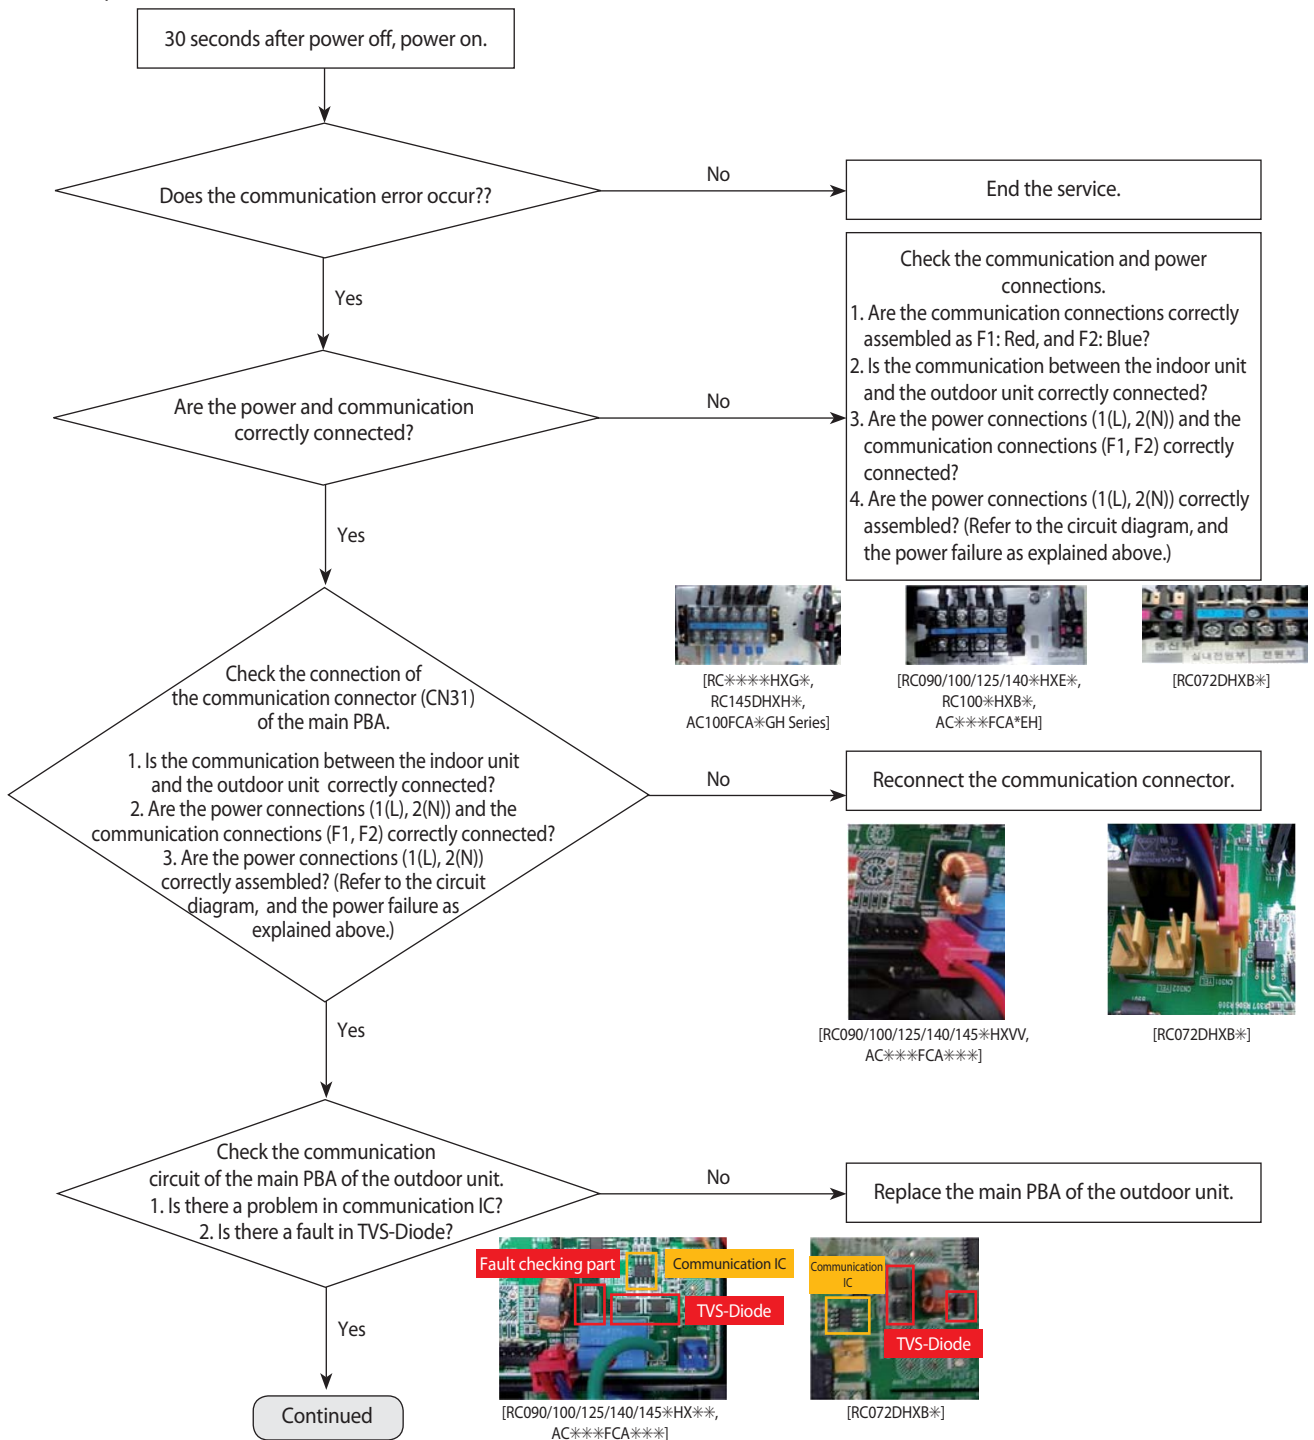 30 seconds after power off, power on.
Does the communication error occur??
No
End the service.
Yes
Check the communication and power
connections.
1. Are the communication connections correctly
assembled as F1: Red, and F2: Blue?
2. Is the communication between the indoor unit
and the outdoor unit correctly connected?
3. Are the power connections (1(L), 2(N)) and the
communication connections (F1, F2) correctly
connected?
4. Are the power connections (1(L), 2(N)) correctly
assembled? (Refer to the circuit diagram, and
the power failure as explained above.)
Are the power and communication
correctly connected?
No
Yes
실내전원부
전원부
[RC✳✳✳✳HXG✳,
RC145DHXH✳,
AC100FCA✳GH Series]
[RC090/100/125/140✳HXE✳,
RC100✳HXB✳,
AC✳✳✳FCA*EH]
[RC072DHXB✳]
Check the connection of
the communication connector (CN31)
of the main PBA.
1. Is the communication between the indoor unit
and the outdoor unit correctly connected?
2. Are the power connections (1(L), 2(N)) and the
communication connections (F1, F2) correctly connected?
3. Are the power connections (1(L), 2(N))
correctly assembled? (Refer to the circuit
diagram, and the power failure as
explained above.)
No
Reconnect the communication connector.
[RC090/100/125/140/145✳HXVV,
AC✳✳✳FCA✳✳✳]
[RC072DHXB✳]
Yes
Check the communication
circuit of the main PBA of the outdoor unit.
1. Is there a problem in communication IC?
2. Is there a fault in TVS-Diode?
No
Replace the main PBA of the outdoor unit.
Fault checking part
Communication IC
TVS-Diode
Communication
IC
TVS-Diode
[RC090/100/125/140/145✳HX✳✳,
AC✳✳✳FCA✳✳✳]
[RC072DHXB✳]
Yes
Continued